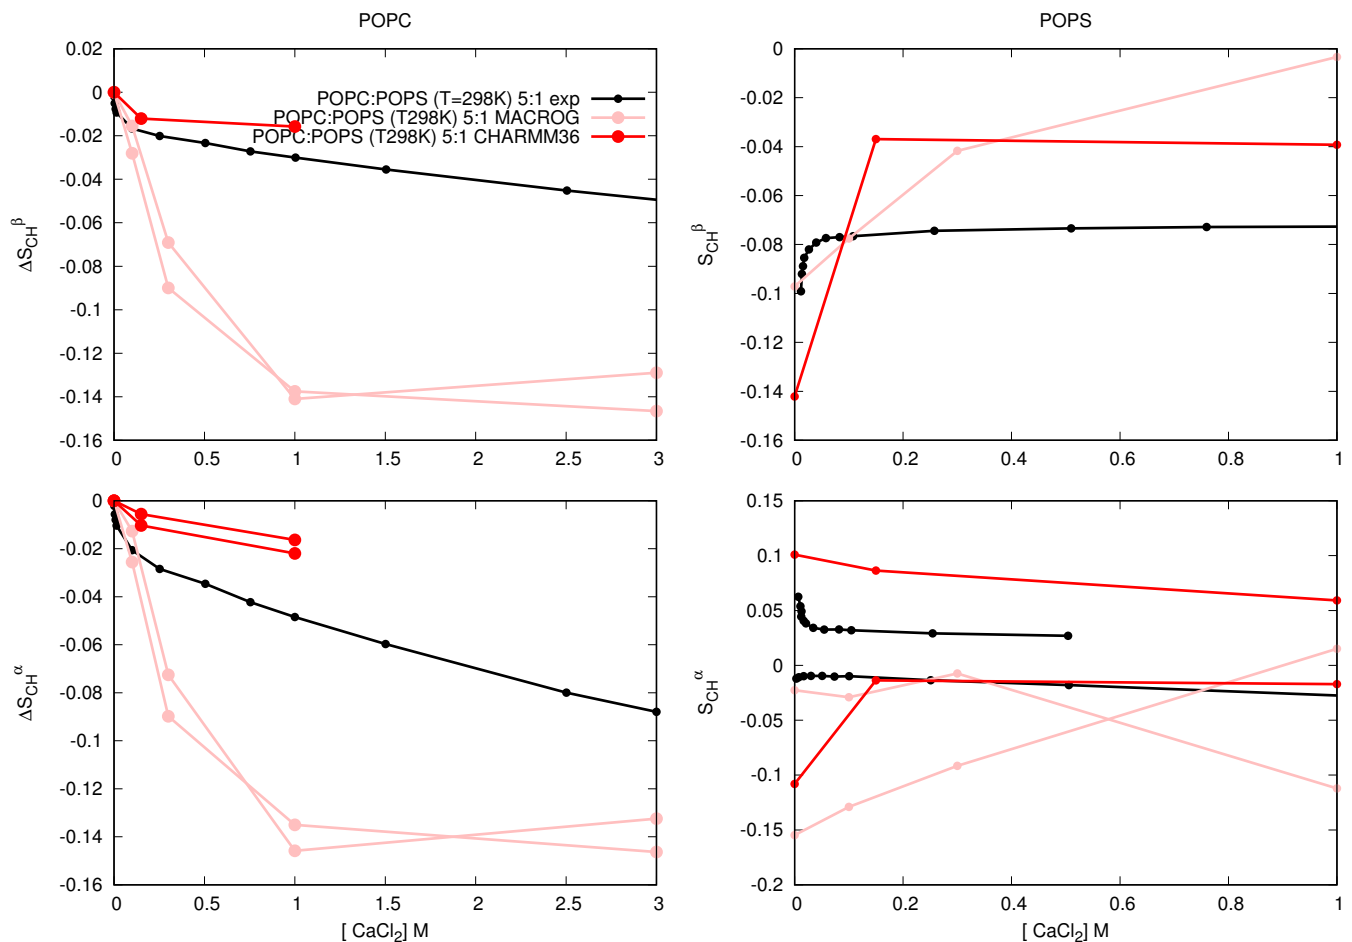 POPC
POPS
0.02
0
-0.02
-0.04
-0.06
-0.08
-0.1
-0.12
-0.14
-0.16
ΔS_CH^β
POPC:POPS (T=298K) 5:1 exp
POPC:POPS (T298K) 5:1 MACROG
POPC:POPS (T298K) 5:1 CHARMM36
0 0.5 1 1.5 2 2.5 3
0
-0.02
-0.04
-0.06
-0.08
-0.1
-0.12
-0.14
-0.16
S_CH^β
0 0.2 0.4 0.6 0.8 1
0
-0.02
-0.04
-0.06
-0.08
-0.1
-0.12
-0.14
-0.16
ΔS_CH^α
0 0.5 1 1.5 2 2.5 3
[ CaCl₂] M
0.15
0.1
0.05
0
-0.05
-0.1
-0.15
-0.2
S_CH^α
0 0.2 0.4 0.6 0.8 1
[ CaCl₂] M